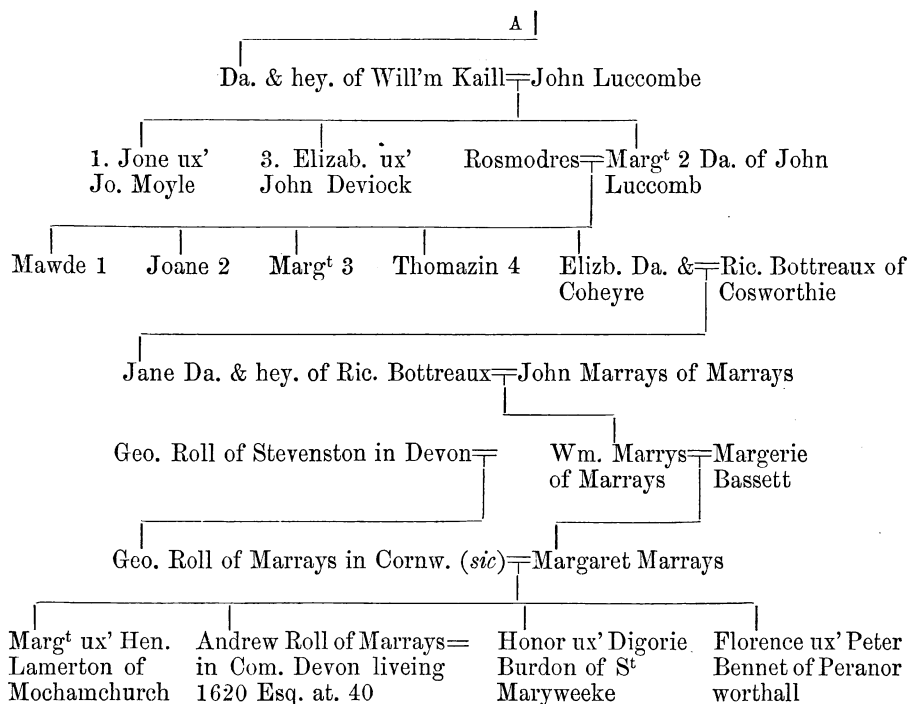 A
Da. & hey. of Will'm Kaill John Luccombe
1. Jone ux' 3. Elizab. ux' Rosmodres Marg^t 2 Da. of John
Jo. Moyle John Deviock Luccomb
Mawde 1 Joane 2 Marg^t 3 Thomazin 4 Elizb. Da. & Ric. Bottreaux of
Coheyre Cosworthie
Jane Da. & hey. of Ric. Bottreaux John Marrays of Marrays
Geo. Roll of Stevenston in Devon Wm. Marrys Margerie
of Marrays Bassett
Geo. Roll of Marrays in Cornw. (sic) Margaret Marrays
Marg^t ux' Hen. Andrew Roll of Marrays= Honor ux' Digorie Florence ux' Peter
Lamerton of in Com. Devon liveing Burdon of S^t Bennet of Peranor
Mochamchurch 1620 Esq. at. 40 Maryweeke worthall